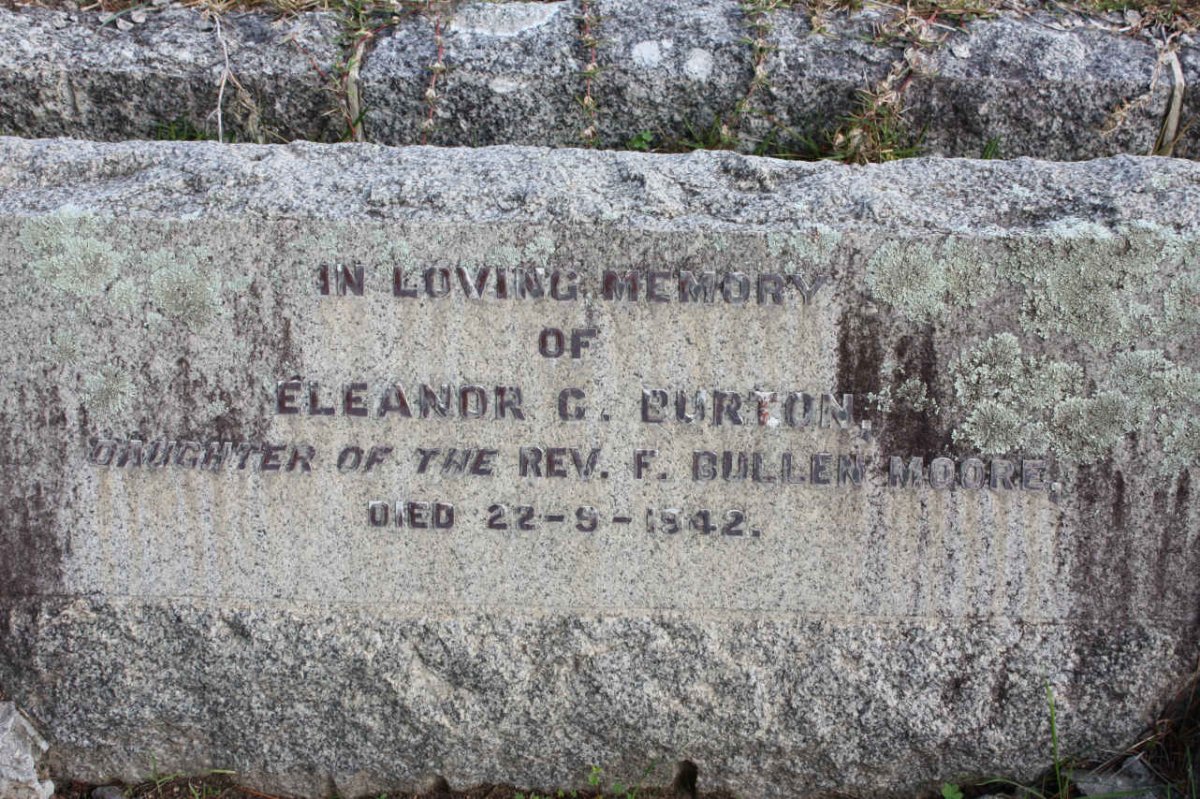 IN LOVING MEMORY
OF
ELEANOR G. BURTON,
DAUGHTER OF THE REV. F. BULLEN MOORE,
DIED 22-9-1942.